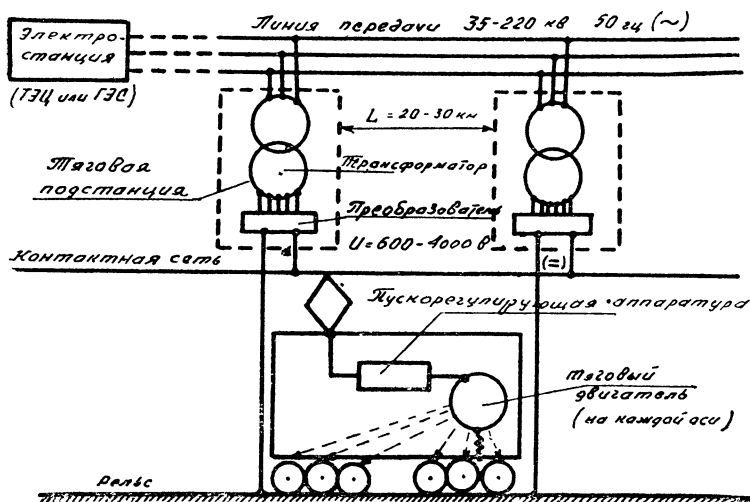 Электро-
станция
(ТЭЦ или ГЭС)
Линия передачи 35-220 кв 50 гц (~)
L = 20-30 км
Тяговая
подстанция
Трансформатор
Преобразователь
U = 600-4000 в
(=)
Контактная сеть
Пускорегулирующая аппаратура
Тяговый
двигатель
(на каждой оси)
Рельс